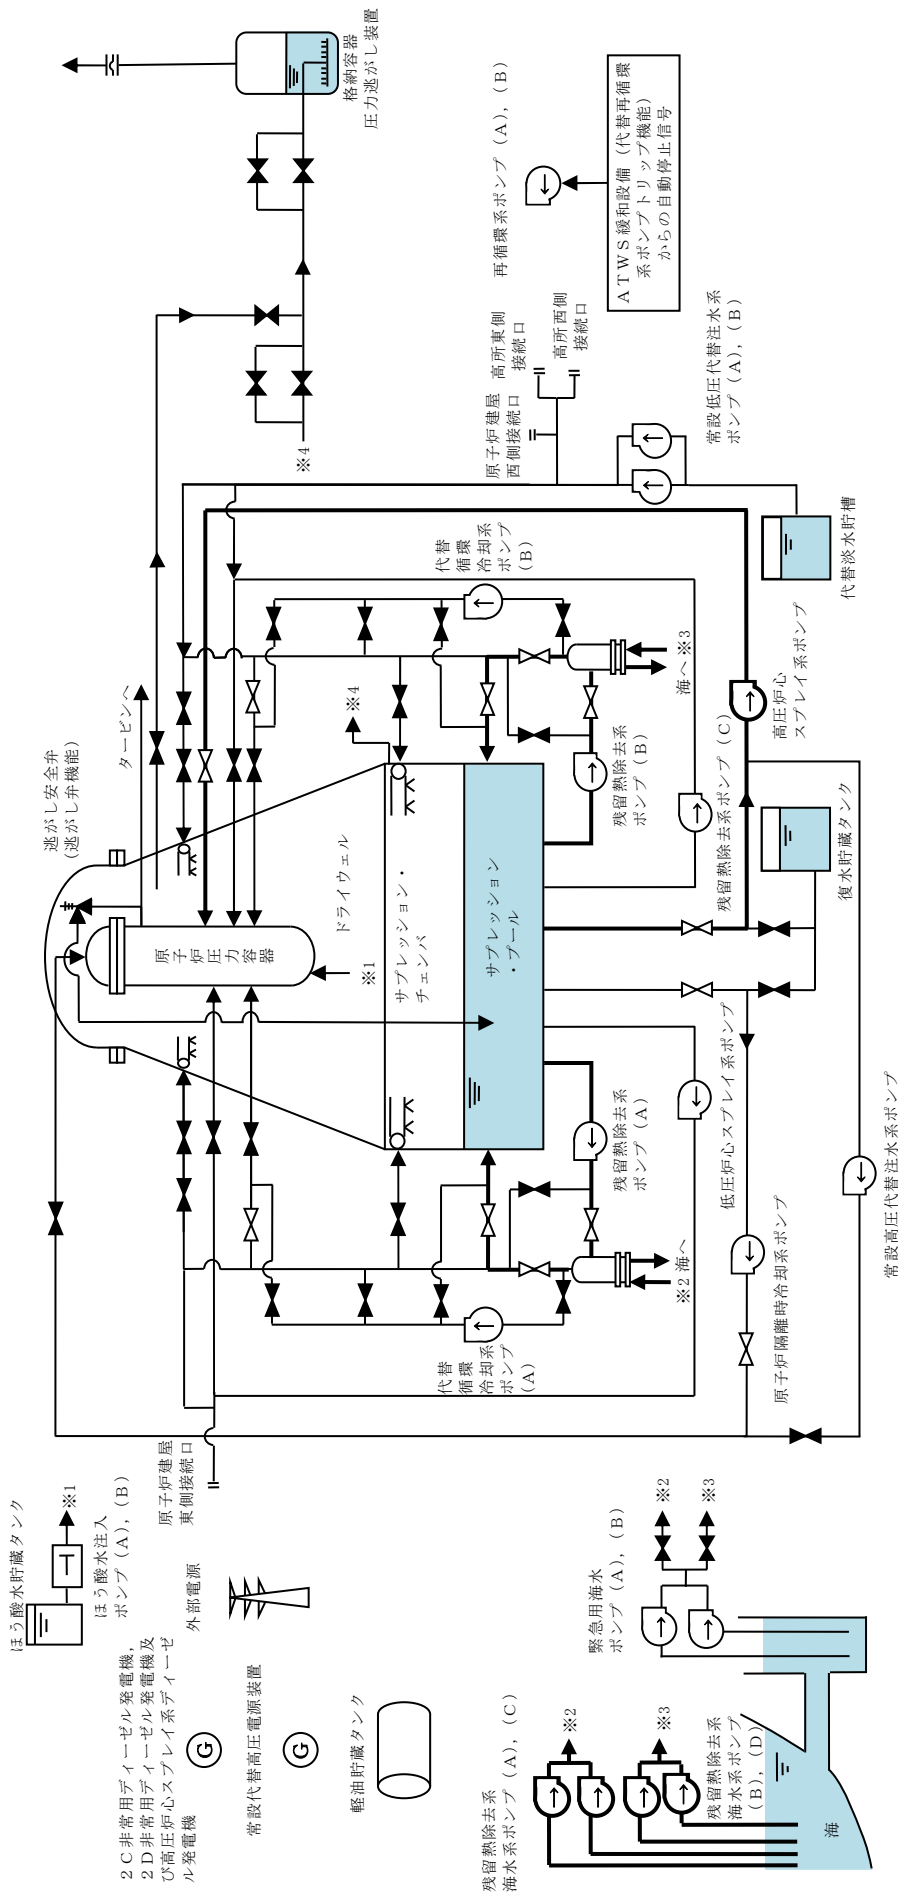 ほう酸水貯蔵タンク
※1
ほう酸水注入
ポンプ（A），（B）
2C非常用ディーゼル発電機，
2D非常用ディーゼル発電機及
び高圧炉心スプレイ系ディーゼ
ル発電機
G
外部電源
常設代替高圧電源装置
G
軽油貯蔵タンク
残留熱除去系
海水系ポンプ（A），（C）
※2
※3
残留熱除去系
海水系ポンプ
（B），（D）
海
緊急用海水
ポンプ（A），（B）
※2
※3
原子炉建屋
東側接続口
逃がし安全弁
(逃がし弁機能)
タービンへ
原子炉圧力容器
※1
ドライウェル
サプレッション・
チェンバ
サプレッション
・プール
※4
代替
循環
冷却系
ポンプ
（A）
※2
海へ
残留熱除去系
ポンプ（A）
低圧炉心スプレイ系ポンプ
原子炉隔離時冷却系ポンプ
常設高圧代替注水系ポンプ
代替
循環
冷却系
ポンプ
（B）
海へ
※3
残留熱除去系
ポンプ（B）
残留熱除去系ポンプ（C）
高圧炉心
スプレイ系ポンプ
復水貯蔵タンク
代替淡水貯槽
原子炉建屋
西側接続口
高所東側
接続口
高所西側
接続口
常設低圧代替注水系
ポンプ（A），（B）
※4
格納容器
圧力逃がし装置
再循環系ポンプ（A），（B）
ATWS緩和設備（代替再循環
系ポンプトリップ機能）
からの自動停止信号